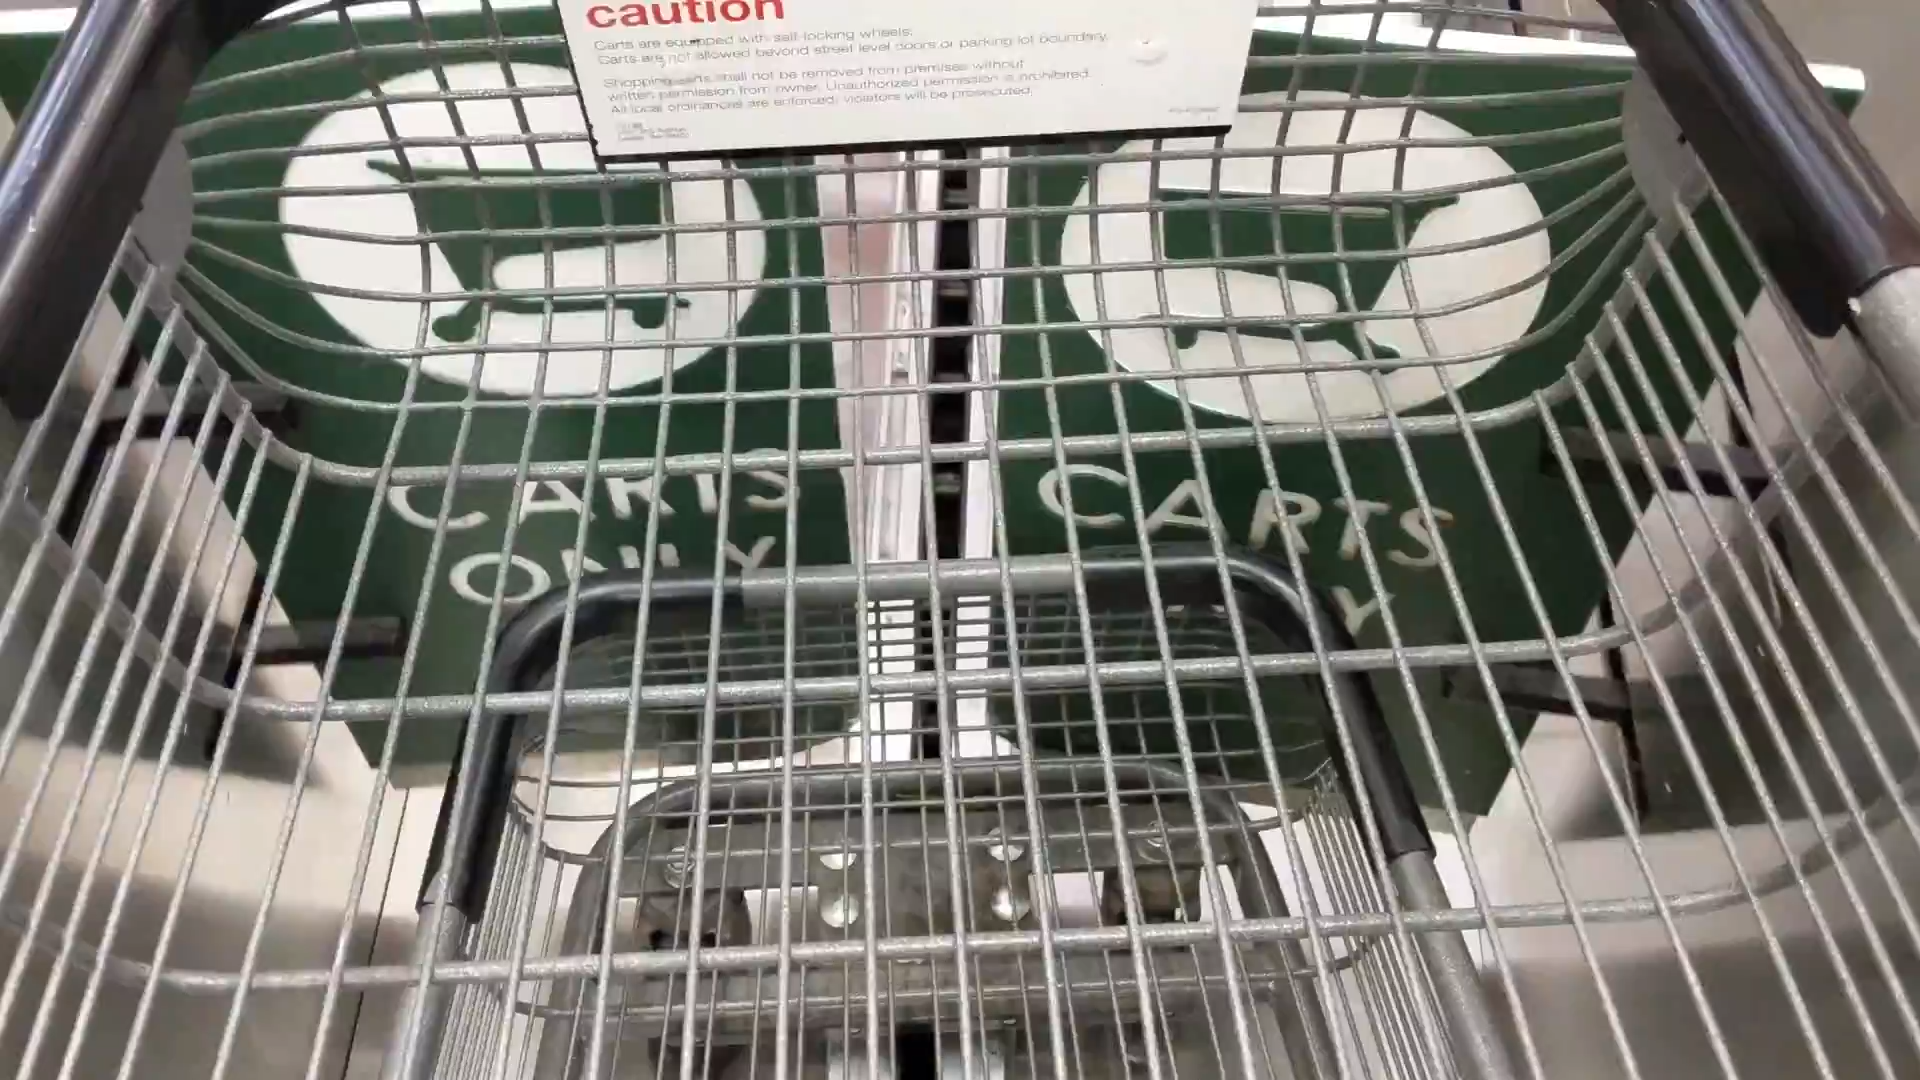 caution
Carts are equipped with self-locking wheels.
Carts are not allowed beyond street level doors or parking lot boundary.
Shopping carts shall not be removed from premises without
written permission from owner. Unauthorized permission is prohibited.
All local ordinances are enforced; violators will be prosecuted.
CARTS
ONLY
CARTS